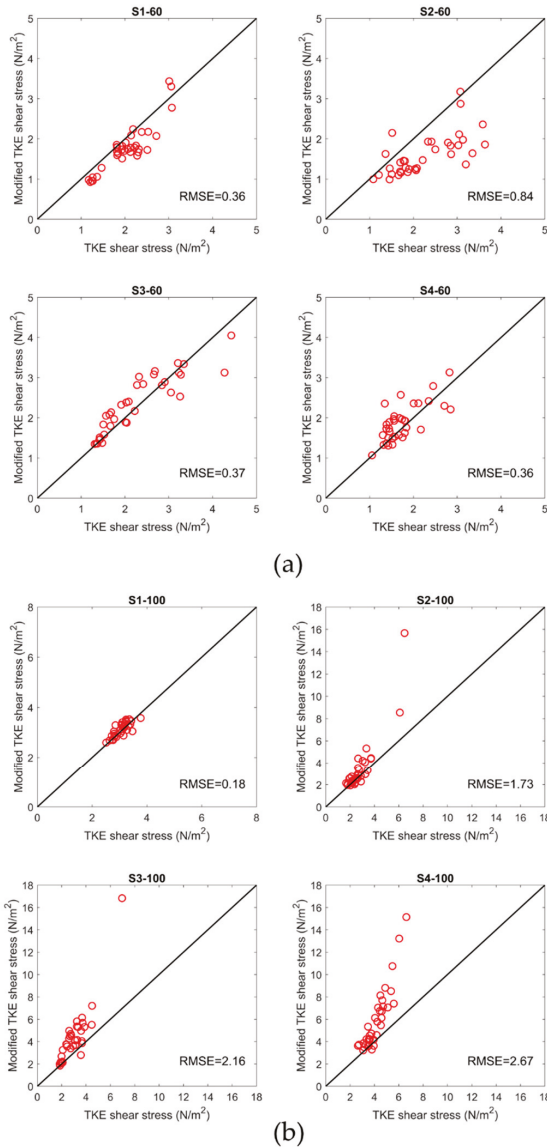 S1-60
S2-60
Modified TKE shear stress (N/m²)
5
4
3
2
1
0
RMSE=0.36
0 1 2 3 4 5
TKE shear stress (N/m²)
Modified TKE shear stress (N/m²)
5
4
3
2
1
0
RMSE=0.84
0 1 2 3 4 5
TKE shear stress (N/m²)
S3-60
S4-60
Modified TKE shear stress (N/m²)
5
4
3
2
1
0
RMSE=0.37
0 1 2 3 4 5
TKE shear stress (N/m²)
Modified TKE shear stress (N/m²)
5
4
3
2
1
0
RMSE=0.36
0 1 2 3 4 5
TKE shear stress (N/m²)
(a)
S1-100
S2-100
Modified TKE shear stress (N/m²)
8
6
4
2
0
RMSE=0.18
0 2 4 6 8
TKE shear stress (N/m²)
Modified TKE shear stress (N/m²)
18
16
14
12
10
8
6
4
2
0
RMSE=1.73
0 2 4 6 8 10 12 14 16 18
TKE shear stress (N/m²)
S3-100
S4-100
Modified TKE shear stress (N/m²)
18
16
14
12
10
8
6
4
2
0
RMSE=2.16
0 2 4 6 8 10 12 14 16 18
TKE shear stress (N/m²)
Modified TKE shear stress (N/m²)
18
16
14
12
10
8
6
4
2
0
RMSE=2.67
0 2 4 6 8 10 12 14 16 18
TKE shear stress (N/m²)
(b)